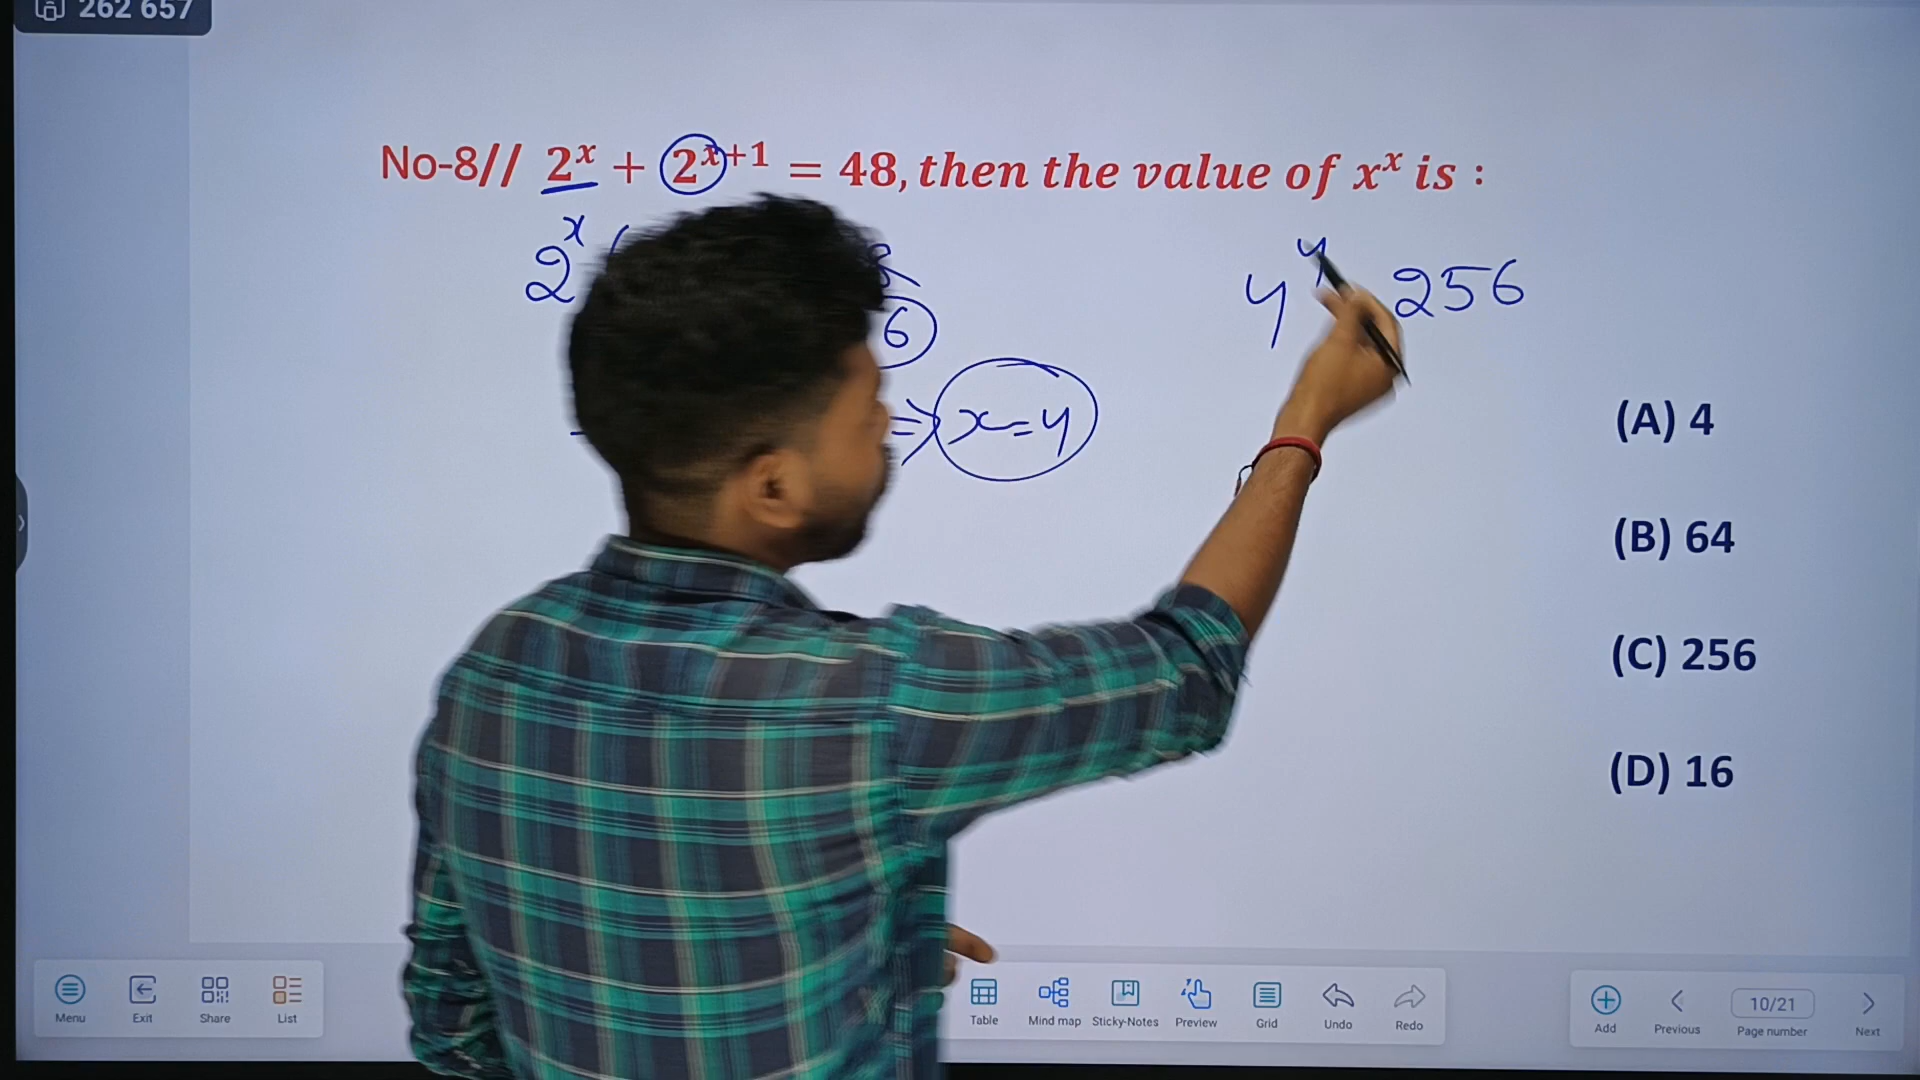 262 657
No-8// 2^x + 2^x+1 = 48, then the value of x^x is :
2^x (
8
6
⇒ x=4
4^4 256
(A) 4
(B) 64
(C) 256
(D) 16
Menu Exit Share List Table Mind map Sticky-Notes Preview Grid Undo Redo Add Previous 10/21 Page number Next